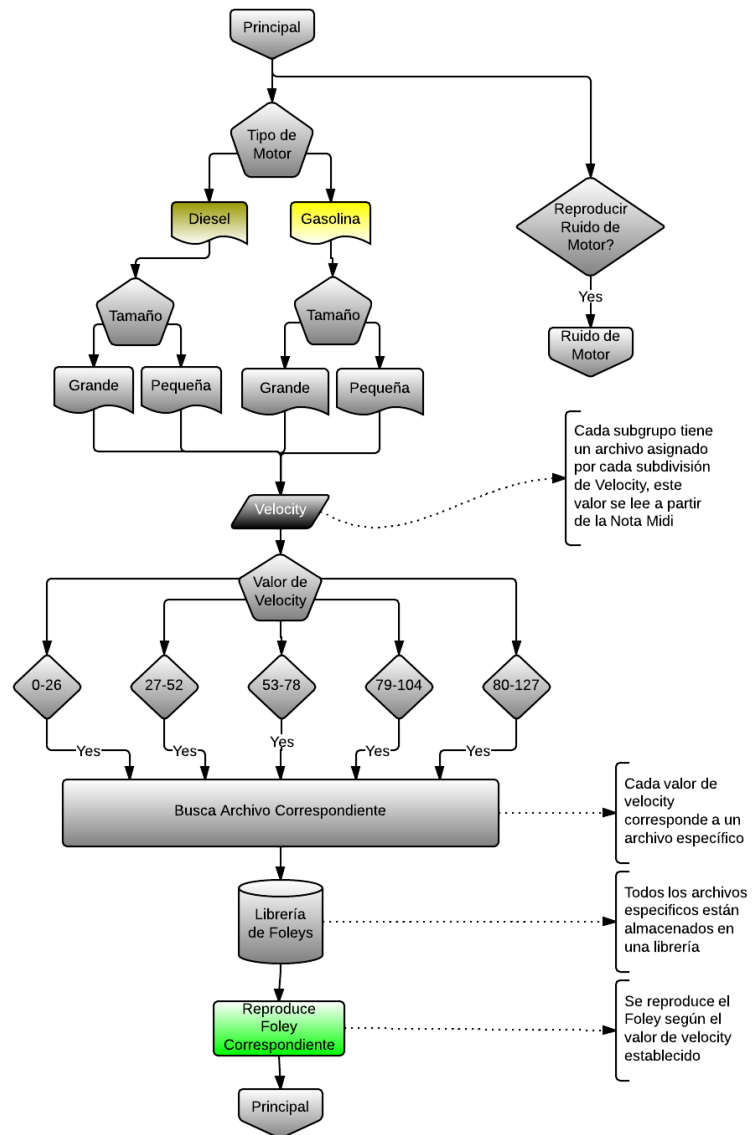 Principal
Tipo de
Motor
Diesel
Gasolina
Reproducir
Ruido de
Motor?
Yes
Ruido de
Motor
Tamaño
Tamaño
Grande
Pequeña
Grande
Pequeña
Cada subgrupo tiene
un archivo asignado
por cada subdivisión
de Velocity, este
valor se lee a partir
de la Nota Midi
Velocity
Valor de
Velocity
0-26
27-52
53-78
79-104
80-127
Yes
Yes
Yes
Yes
Yes
Busca Archivo Correspondiente
Cada valor de
velocity
corresponde a un
archivo específico
Librería
de Foleys
Todos los archivos
especificos están
almacenados en
una librería
Reproduce
Foley
Correspondiente
Se reproduce el
Foley según el
valor de velocity
establecido
Principal